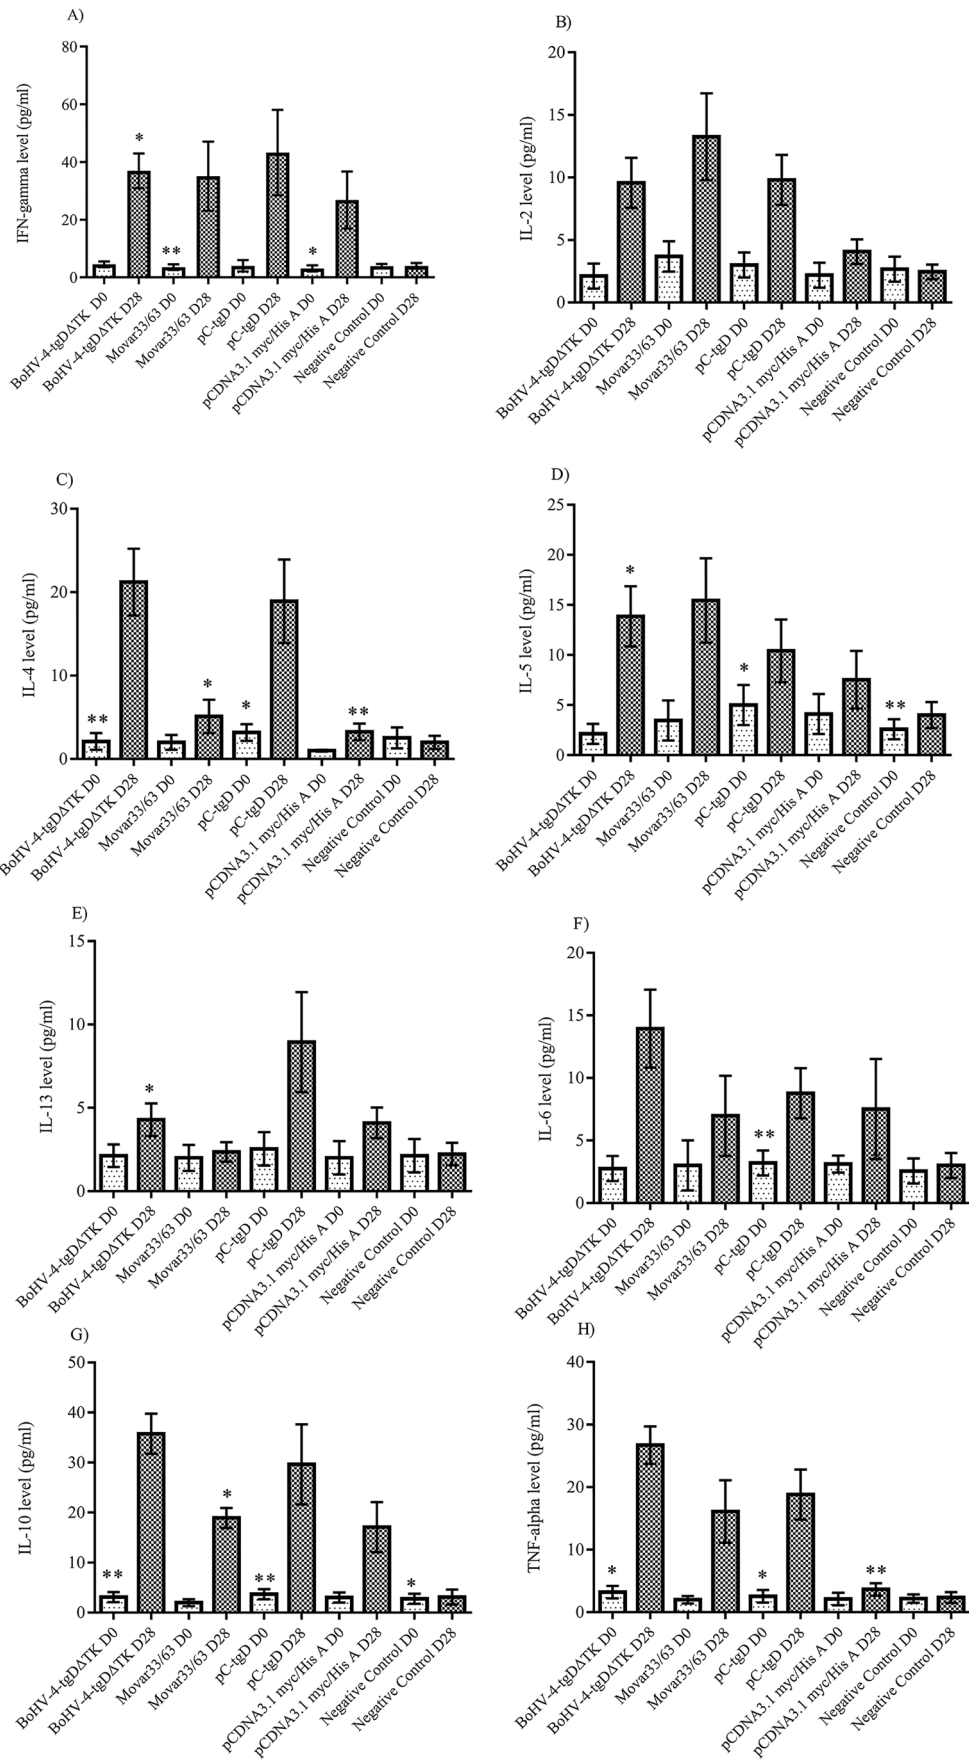 A)
IFN-gamma level (pg/ml)
80
60
40
20
0
*
**
*
BoHV-4-tgDΔTK D0
BoHV-4-tgDΔTK D28
Movar33/63 D0
Movar33/63 D28
pC-tgD D0
pC-tgD D28
pCDNA3.1 myc/His A D0
pCDNA3.1 myc/His A D28
Negative Control D0
Negative Control D28
B)
IL-2 level (pg/ml)
20
15
10
5
0
BoHV-4-tgDΔTK D0
BoHV-4-tgDΔTK D28
Movar33/63 D0
Movar33/63 D28
pC-tgD D0
pC-tgD D28
pCDNA3.1 myc/His A D0
pCDNA3.1 myc/His A D28
Negative Control D0
Negative Control D28
C)
IL-4 level (pg/ml)
30
20
10
0
**
*
*
**
BoHV-4-tgDΔTK D0
BoHV-4-tgDΔTK D28
Movar33/63 D0
Movar33/63 D28
pC-tgD D0
pC-tgD D28
pCDNA3.1 myc/His A D0
pCDNA3.1 myc/His A D28
Negative Control D0
Negative Control D28
D)
IL-5 level (pg/ml)
25
20
15
10
5
0
*
*
**
BoHV-4-tgDΔTK D0
BoHV-4-tgDΔTK D28
Movar33/63 D0
Movar33/63 D28
pC-tgD D0
pC-tgD D28
pCDNA3.1 myc/His A D0
pCDNA3.1 myc/His A D28
Negative Control D0
Negative Control D28
E)
IL-13 level (pg/ml)
15
10
5
0
*
BoHV-4-tgDΔTK D0
BoHV-4-tgDΔTK D28
Movar33/63 D0
Movar33/63 D28
pC-tgD D0
pC-tgD D28
pCDNA3.1 myc/His A D0
pCDNA3.1 myc/His A D28
Negative Control D0
Negative Control D28
F)
IL-6 level (pg/ml)
20
15
10
5
0
**
BoHV-4-tgDΔTK D0
BoHV-4-tgDΔTK D28
Movar33/63 D0
Movar33/63 D28
pC-tgD D0
pC-tgD D28
pCDNA3.1 myc/His A D0
pCDNA3.1 myc/His A D28
Negative Control D0
Negative Control D28
G)
IL-10 level (pg/ml)
50
40
30
20
10
0
**
*
**
*
BoHV-4-tgDΔTK D0
BoHV-4-tgDΔTK D28
Movar33/63 D0
Movar33/63 D28
pC-tgD D0
pC-tgD D28
pCDNA3.1 myc/His A D0
pCDNA3.1 myc/His A D28
Negative Control D0
Negative Control D28
H)
TNF-alpha level (pg/ml)
40
30
20
10
0
*
*
**
BoHV-4-tgDΔTK D0
BoHV-4-tgDΔTK D28
Movar33/63 D0
Movar33/63 D28
pC-tgD D0
pC-tgD D28
pCDNA3.1 myc/His A D0
pCDNA3.1 myc/His A D28
Negative Control D0
Negative Control D28